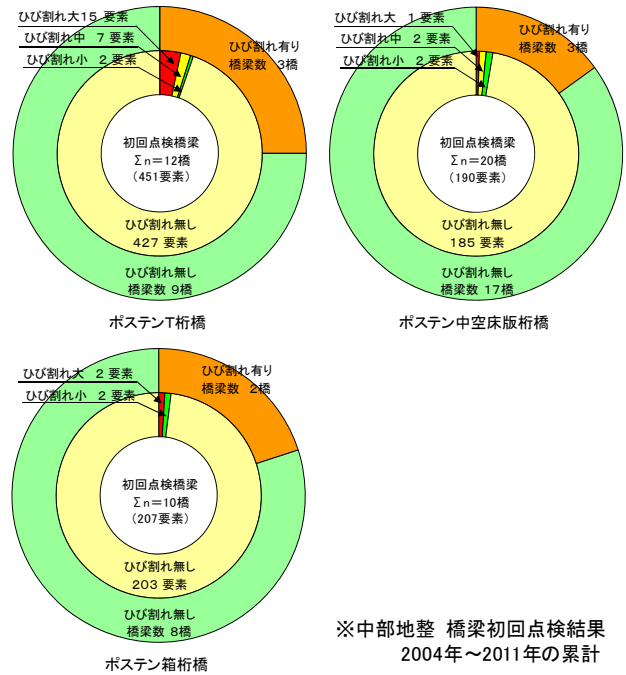 ひび割れ大15 要素
ひび割れ中 7 要素
ひび割れ小 2 要素
ひび割れ有り
橋梁数 3橋
初回点検橋梁
Σn=12橋
(451要素)
ひび割れ無し
427 要素
ひび割れ無し
橋梁数 9橋
ポステンT桁橋
ひび割れ大 1 要素
ひび割れ中 2 要素
ひび割れ小 2 要素
ひび割れ有り
橋梁数 3橋
初回点検橋梁
Σn=20橋
(190要素)
ひび割れ無し
185 要素
ひび割れ無し
橋梁数 17橋
ポステン中空床版桁橋
ひび割れ大 2 要素
ひび割れ小 2 要素
ひび割れ有り
橋梁数 2橋
初回点検橋梁
Σn=10橋
(207要素)
ひび割れ無し
203 要素
ひび割れ無し
橋梁数 8橋
ポステン箱桁橋
※中部地整 橋梁初回点検結果
2004年～2011年の累計